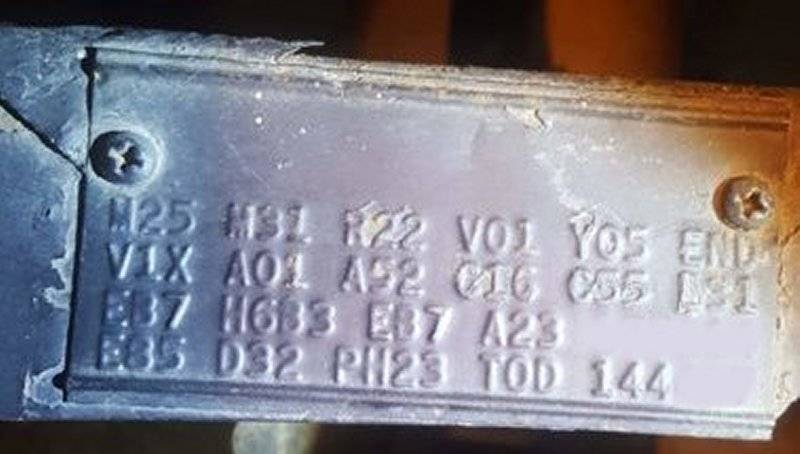 M25 M31 R22 V01 Y05 END
V1X A01 A52 C16 C55 L31
EB7 H6B3 EB7 A23
E85 D32 PH23 TOD 144